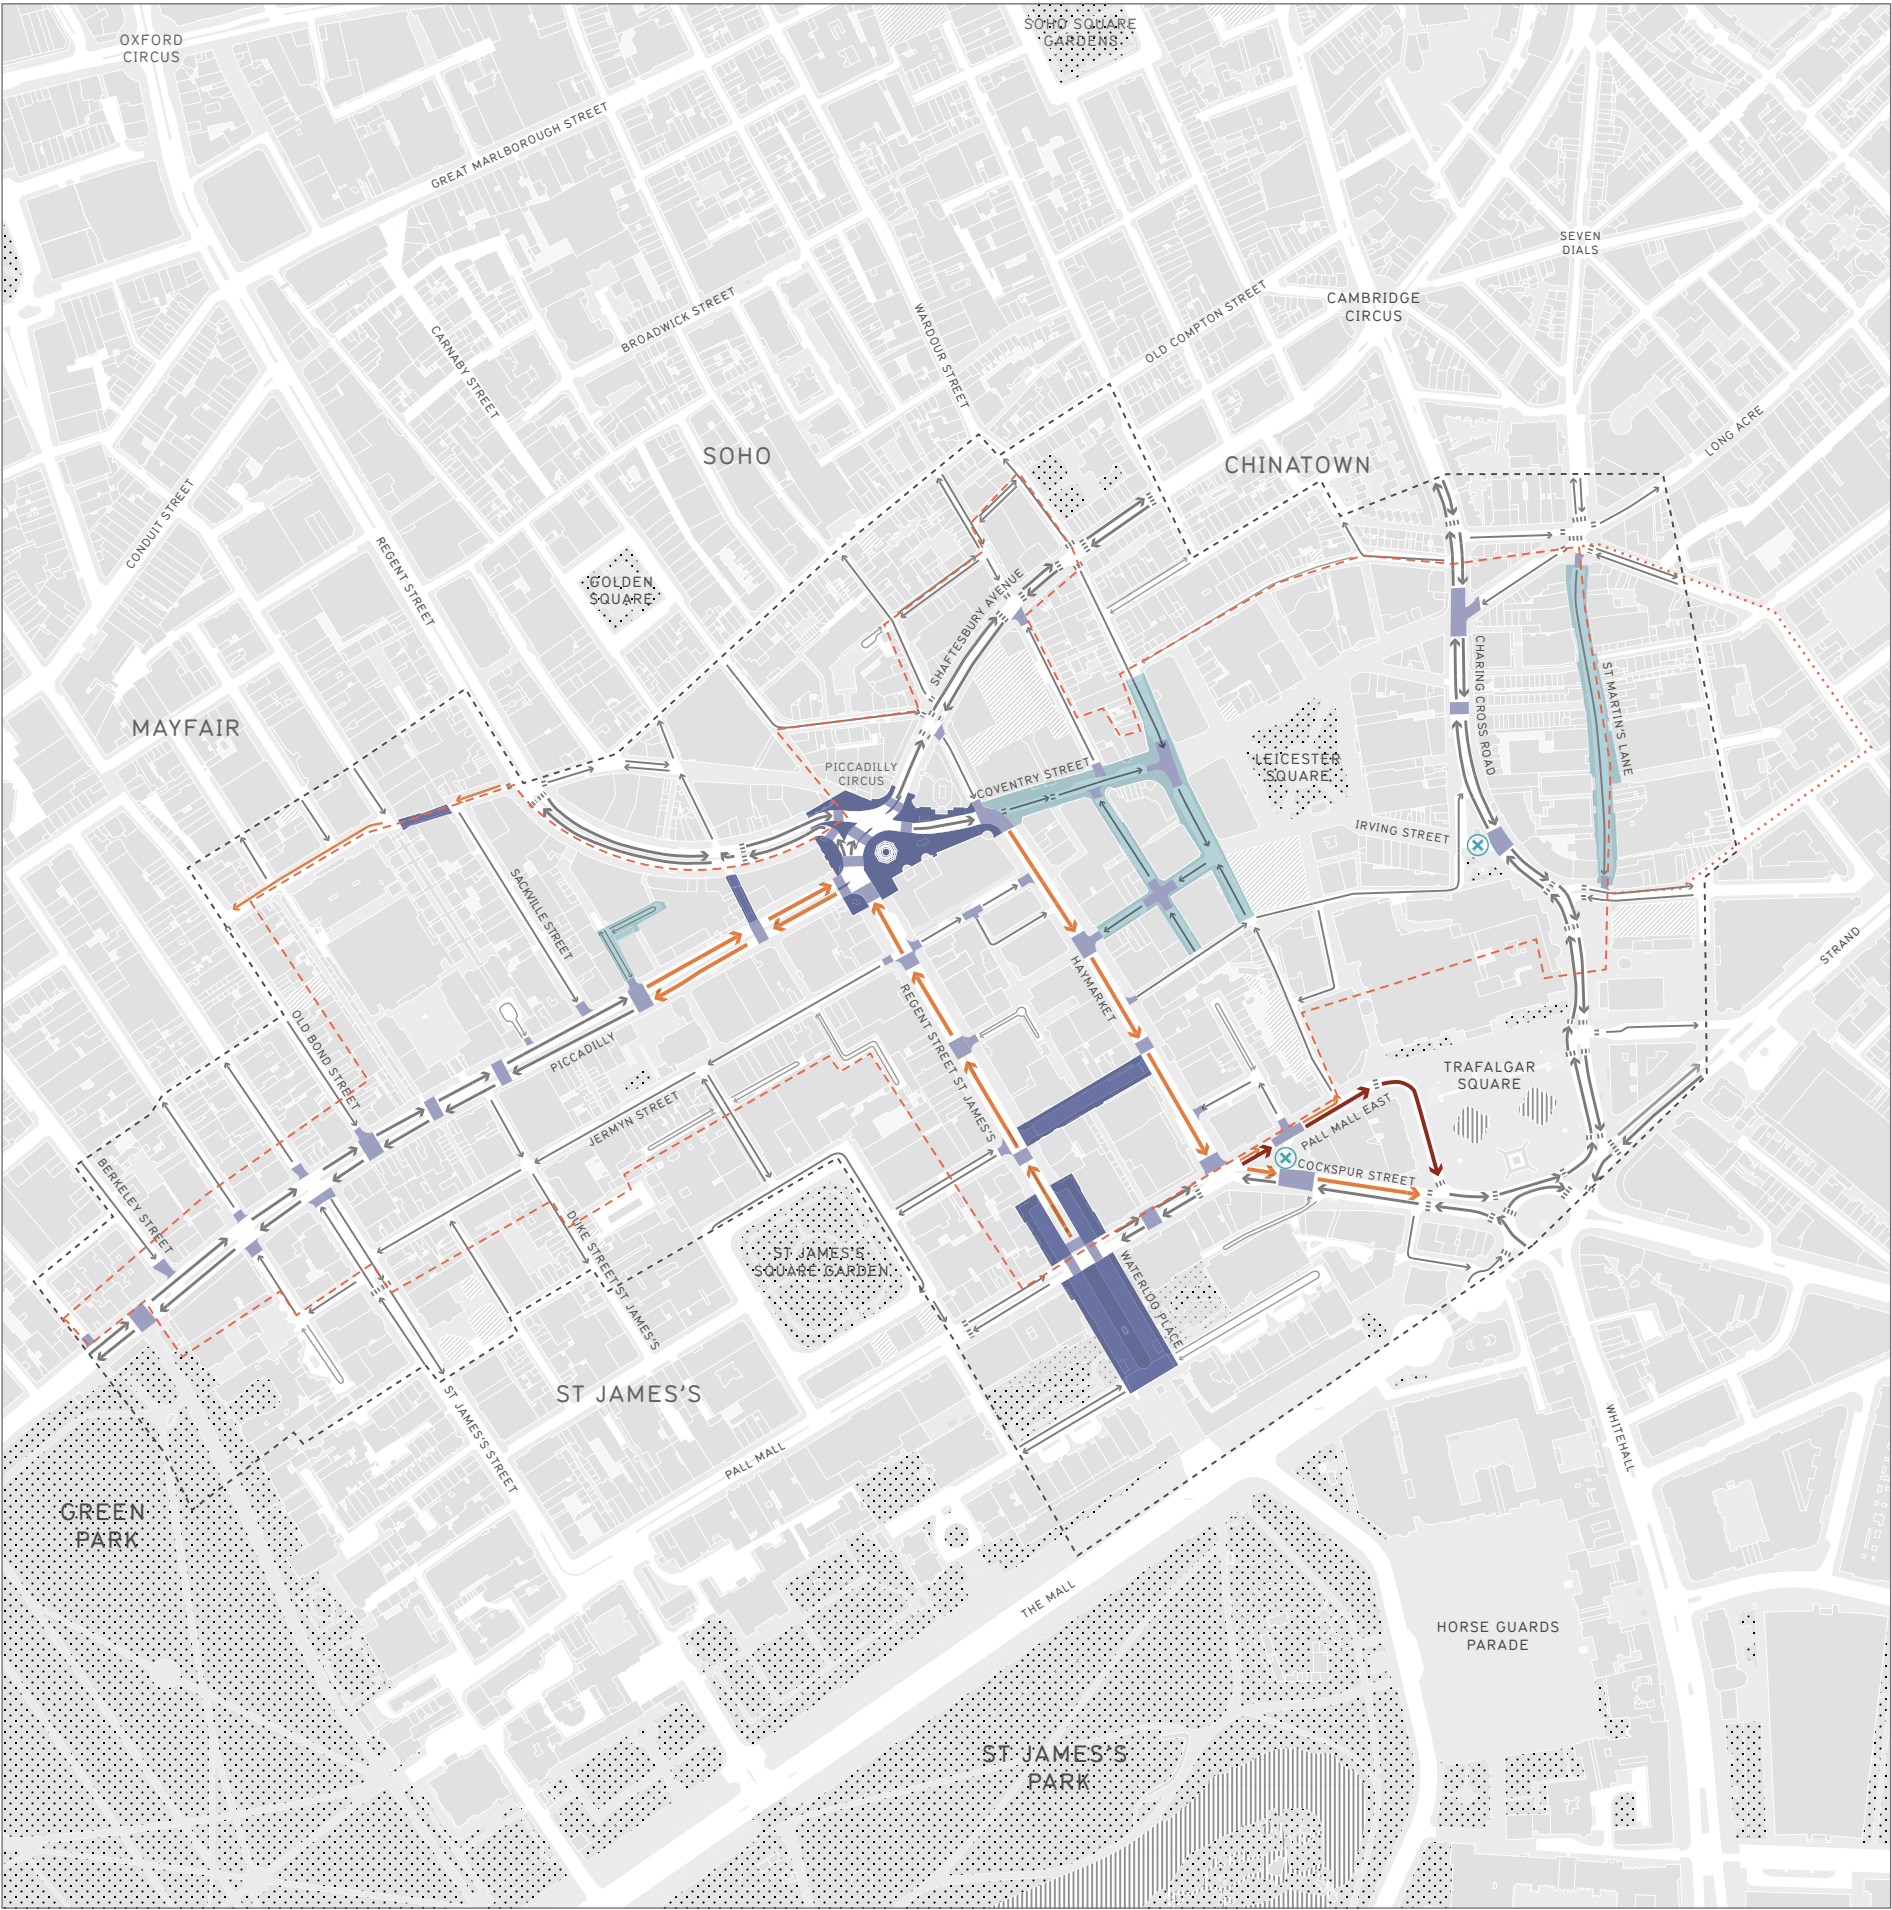 OXFORD
CIRCUS
SOHO SQUARE
GARDENS
GREAT MARLBOROUGH STREET
SEVEN
DIALS
CARNABY STREET
BROADWICK STREET
WARDOUR STREET
OLD COMPTON STREET
CAMBRIDGE
CIRCUS
LONG ACRE
SOHO
CHINATOWN
CONDUIT STREET
REGENT STREET
GOLDEN
SQUARE
SHAFTESBURY AVENUE
MAYFAIR
PICCADILLY
CIRCUS
COVENTRY STREET
LEICESTER
SQUARE
CHARING CROSS ROAD
ST MARTIN'S LANE
IRVING STREET
SACKVILLE STREET
STRAND
HAYMARKET
OLD BOND STREET
PICCADILLY
REGENT STREET ST JAMES'S
TRAFALGAR
SQUARE
JERMYN STREET
PALL MALL EAST
COCKSPUR STREET
BERKELEY STREET
DUKE STREET ST JAMES'S
ST JAMES'S
SQUARE GARDEN
WATERLOO PLACE
ST JAMES'S
ST JAMES'S STREET
PALL MALL
WHITEHALL
GREEN
PARK
THE MALL
HORSE GUARDS
PARADE
ST JAMES'S
PARK